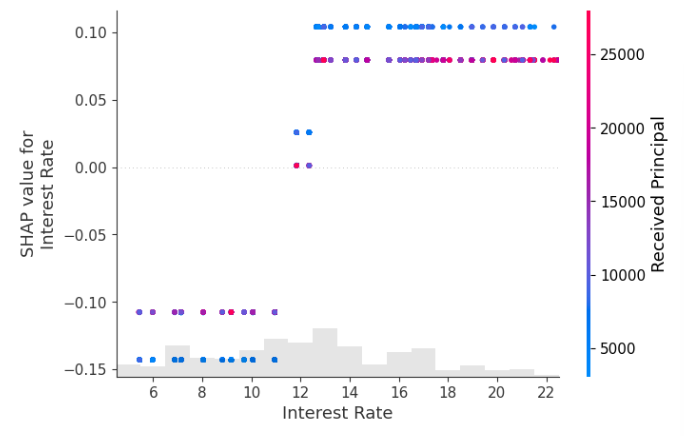 0.10
0.05
0.00
−0.05
−0.10
−0.15
SHAP value for
Interest Rate
6 8 10 12 14 16 18 20 22
Interest Rate
25000
20000
15000
10000
5000
Received Principal